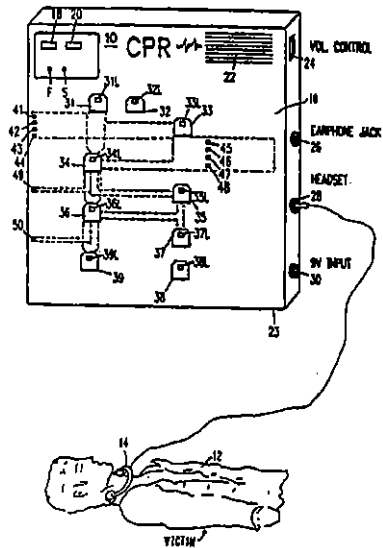 18 20
10 CPR
VOL. CONTROL
24
22
F S
31L
32L
31
32
33L
33
16
41
42
43
44
EARPHONE JACK
26
34L
34
45
46
47
48
HEADSET
28
49
33L
35
36L
36
37L
37
50
9V INPUT
30
39L
39
38L
38
23
14
12
VICTIM